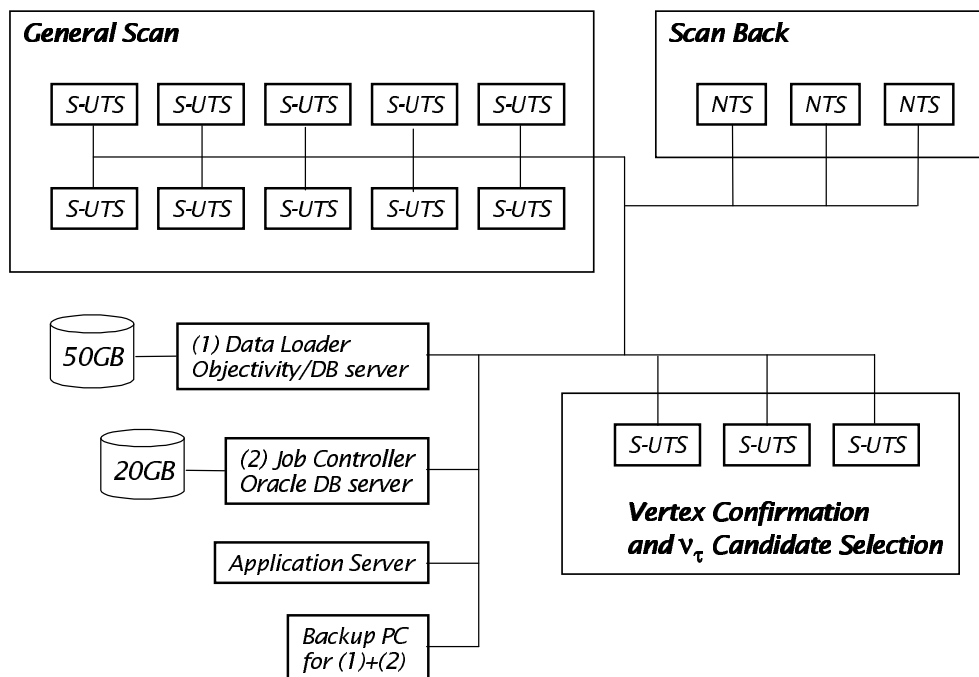 General Scan
S-UTS S-UTS S-UTS S-UTS S-UTS
S-UTS S-UTS S-UTS S-UTS S-UTS
Scan Back
NTS NTS NTS
50GB
(1) Data Loader
Objectivity/DB server
20GB
(2) Job Controller
Oracle DB server
Application Server
Backup PC
for (1)+(2)
S-UTS S-UTS S-UTS
Vertex Confirmation
and ντ Candidate Selection